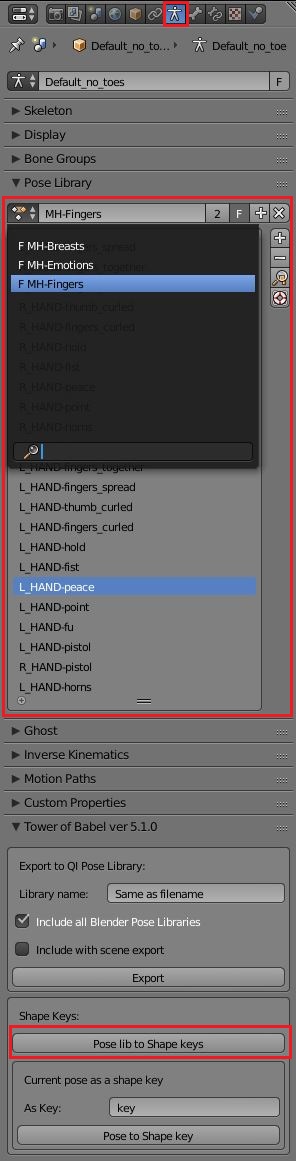 Default_no_to...
Default_no_toe
Default_no_toes
F
Skeleton
Display
Bone Groups
Pose Library
MH-Fingers
2
F
F MH-Breasts
F MH-Emotions
F MH-Fingers
R_HAND-thumb_curled
R_HAND-fingers_curled
R_HAND-hold
R_HAND-fist
R_HAND-peace
R_HAND-point
R_HAND-horns
L_HAND-fingers_together
L_HAND-fingers_spread
L_HAND-thumb_curled
L_HAND-fingers_curled
L_HAND-hold
L_HAND-fist
L_HAND-peace
L_HAND-point
L_HAND-fu
L_HAND-pistol
R_HAND-pistol
L_HAND-horns
Ghost
Inverse Kinematics
Motion Paths
Custom Properties
Tower of Babel ver 5.1.0
Export to QI Pose Library:
Library name:
Same as filename
Include all Blender Pose Libraries
Include with scene export
Export
Shape Keys:
Pose lib to Shape keys
Current pose as a shape key
As Key:
key
Pose to Shape key